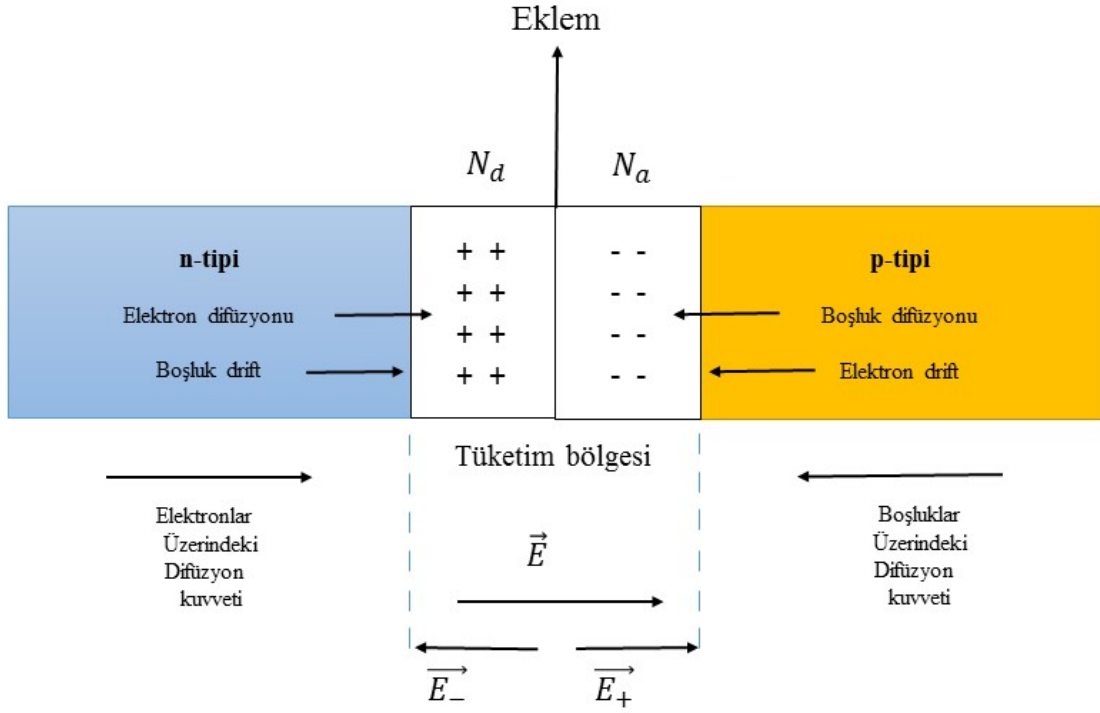 Eklem
N_d
N_a
n-tipi
p-tipi
+ +
- -
+ +
- -
Elektron difüzyonu
Boşluk difüzyonu
+ +
- -
Boşluk drift
+ +
- -
Elektron drift
Tüketim bölgesi
Elektronlar
Üzerindeki
Difüzyon
kuvveti
Boşluklar
Üzerindeki
Difüzyon
kuvveti
E
E_−
E_+